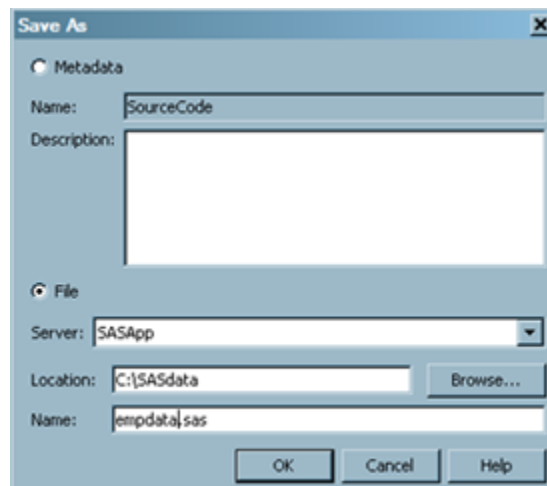 Save As
Metadata
Name: SourceCode
Description:
File
Server: SASApp
Location: C:\SASdata Browse...
Name: empdata.sas
OK Cancel Help